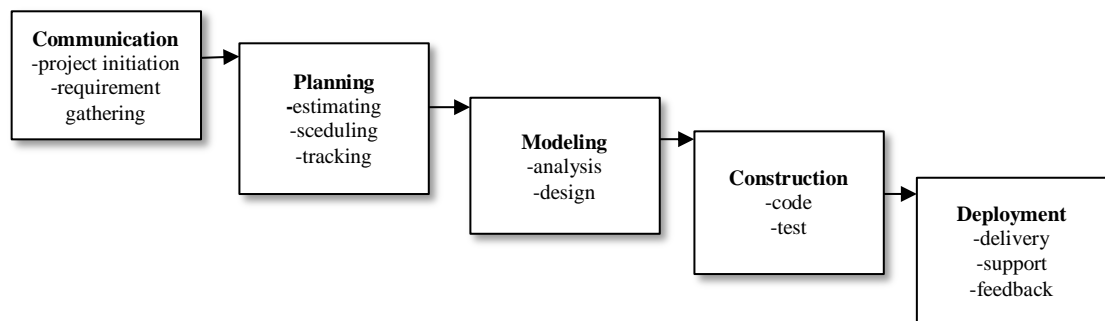 Communication
-project initiation
-requirement
gathering
Planning
-estimating
-sceduling
-tracking
Modeling
-analysis
-design
Construction
-code
-test
Deployment
-delivery
-support
-feedback